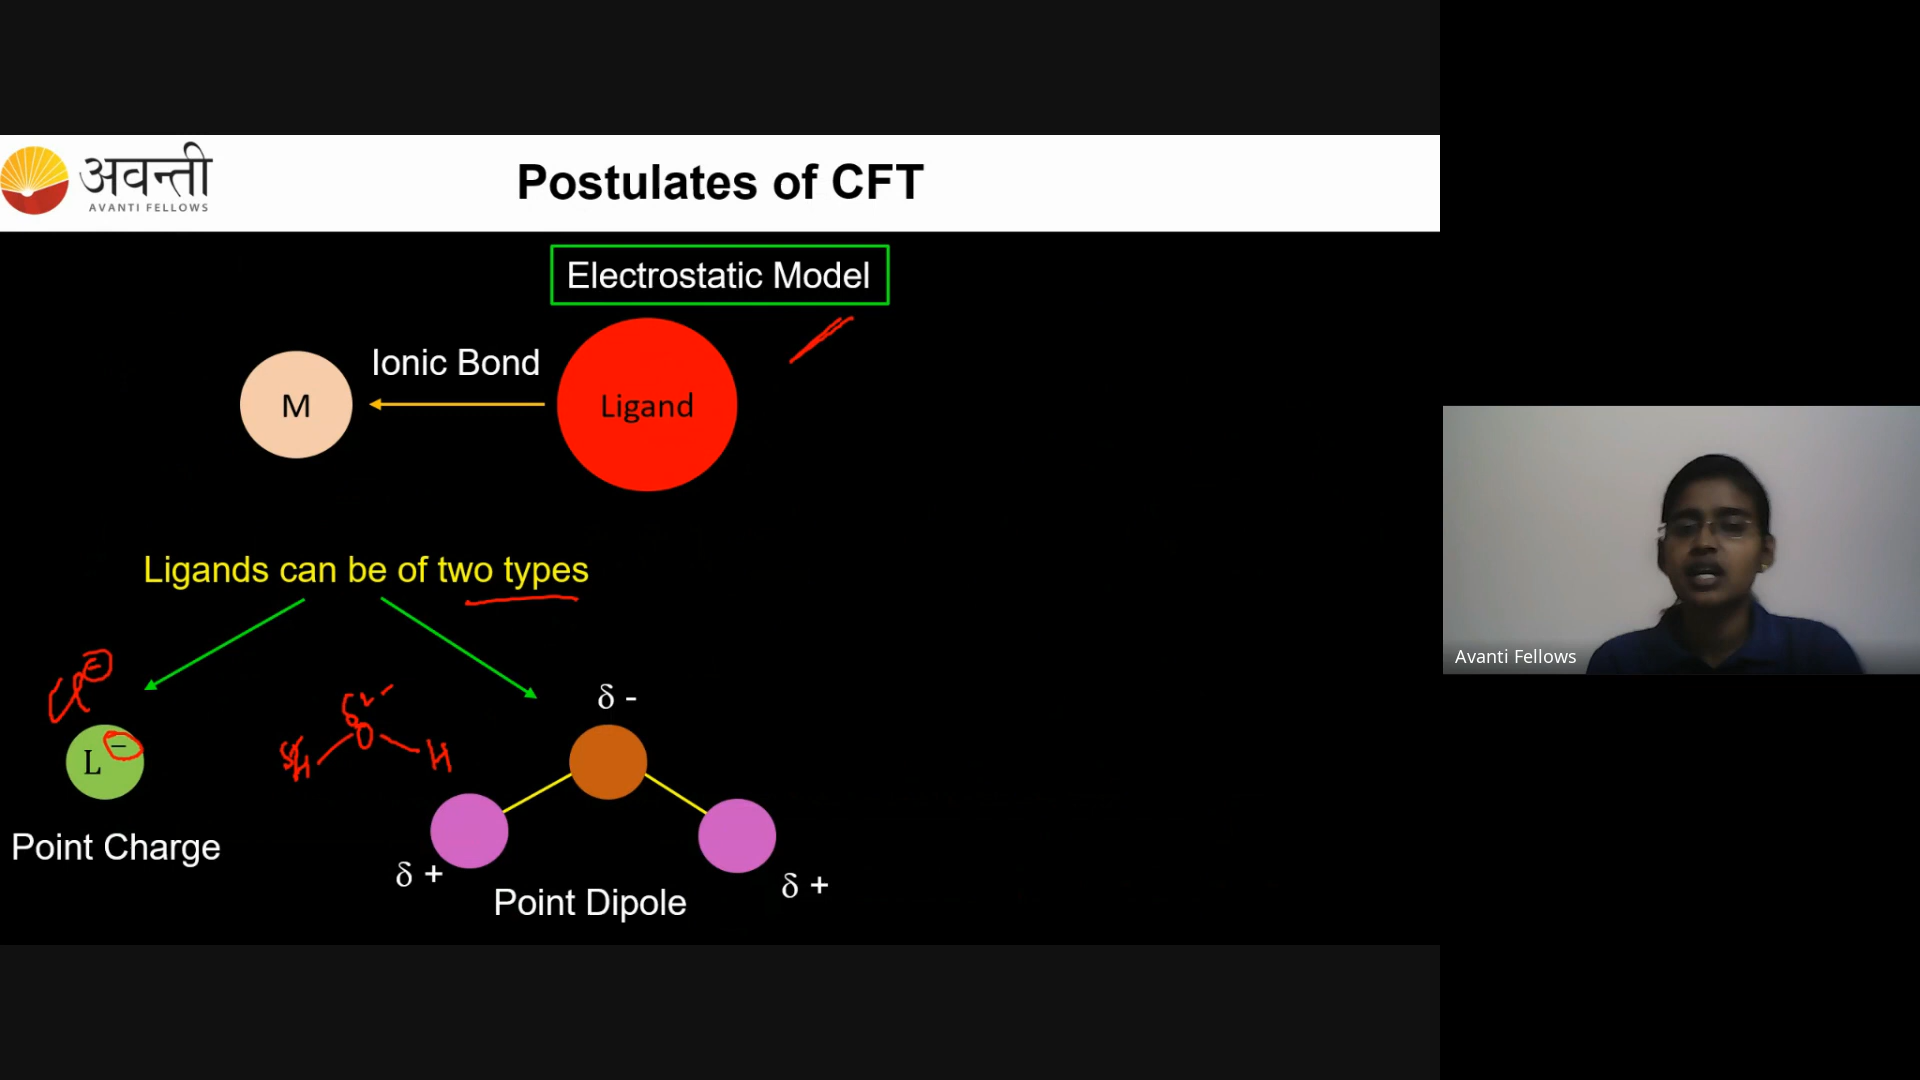 अवन्ती
AVANTI FELLOWS
Postulates of CFT
Electrostatic Model
M
Ionic Bond
Ligand
Ligands can be of two types
Cl⊖
L −
Point Charge
O
H
H
δ -
δ +
δ +
Point Dipole
Avanti Fellows